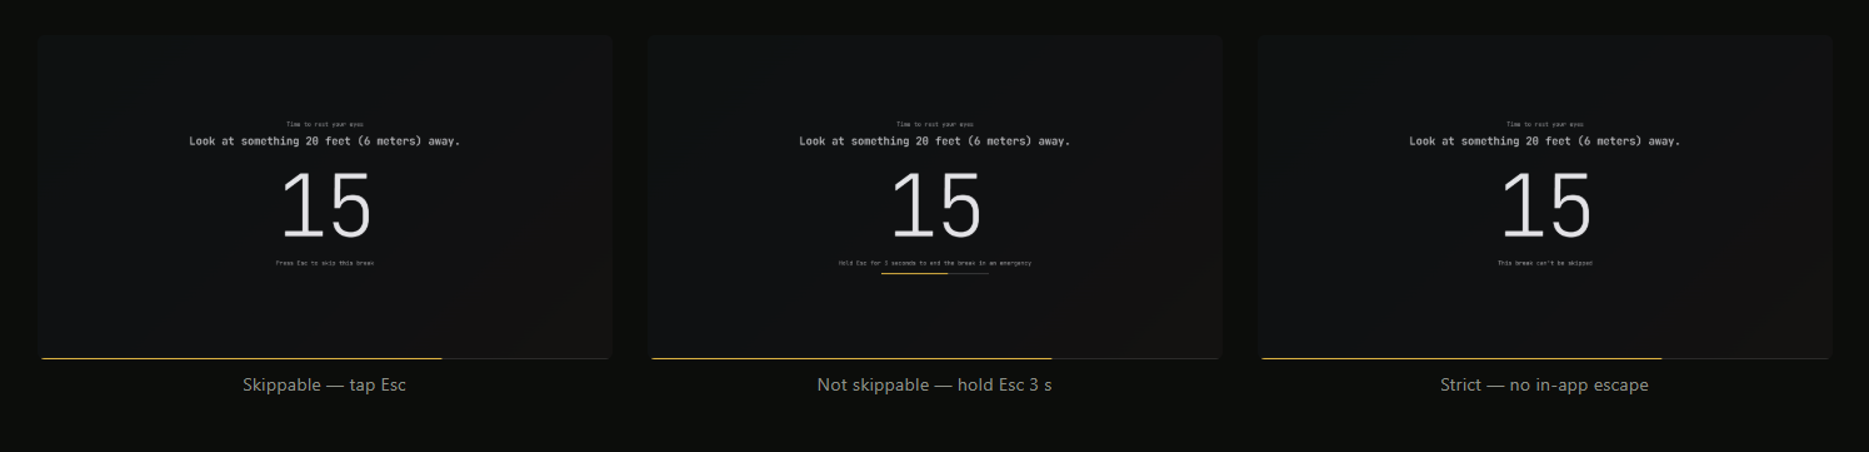 Time to rest your eyes
Look at something 20 feet (6 meters) away.
15
Press Esc to skip this break
Skippable — tap Esc
Time to rest your eyes
Look at something 20 feet (6 meters) away.
15
Hold Esc for 3 seconds to end the break in an emergency
Not skippable — hold Esc 3 s
Time to rest your eyes
Look at something 20 feet (6 meters) away.
15
This break can't be skipped
Strict — no in-app escape